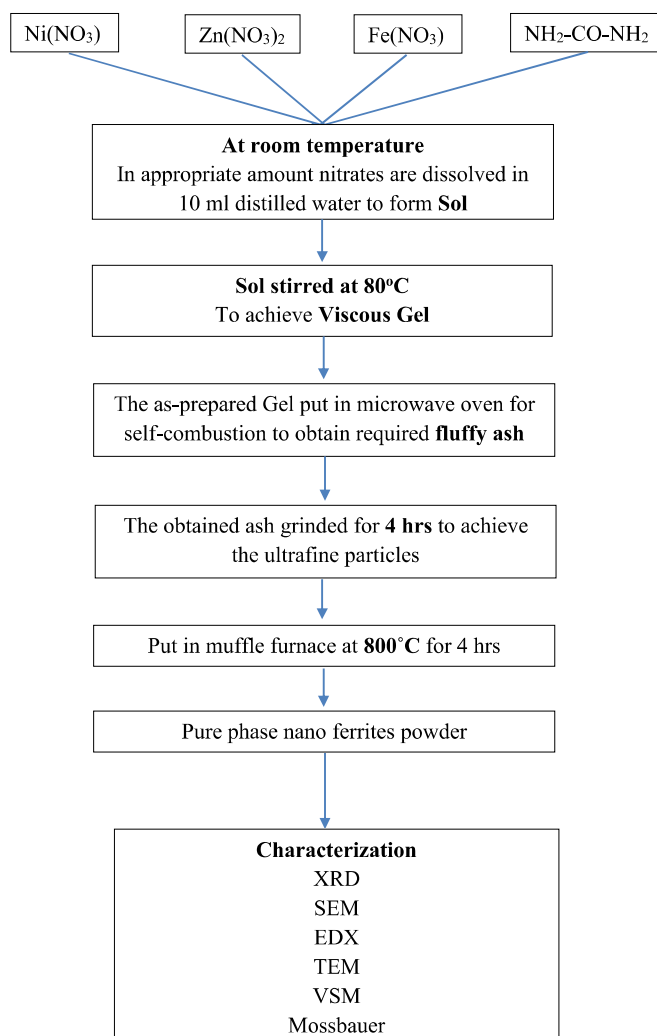 Ni(NO₃)
Zn(NO₃)₂
Fe(NO₃)
NH₂-CO-NH₂
At room temperature
In appropriate amount nitrates are dissolved in
10 ml distilled water to form Sol
Sol stirred at 80°C
To achieve Viscous Gel
The as-prepared Gel put in microwave oven for
self-combustion to obtain required fluffy ash
The obtained ash grinded for 4 hrs to achieve
the ultrafine particles
Put in muffle furnace at 800˚C for 4 hrs
Pure phase nano ferrites powder
Characterization
XRD
SEM
EDX
TEM
VSM
Mossbauer